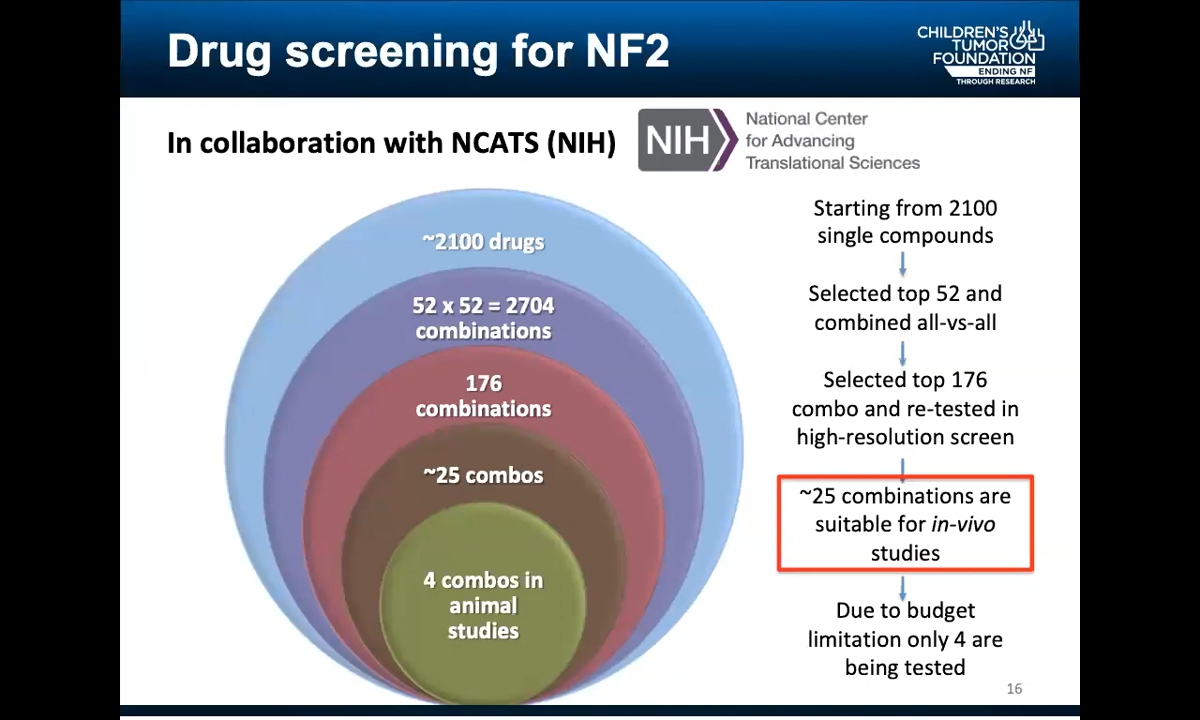 Drug screening for NF2
CHILDREN'S
TUMOR
FOUNDATION
ENDING NF
THROUGH RESEARCH
In collaboration with NCATS (NIH)
NIH
National Center
for Advancing
Translational Sciences
~2100 drugs
52 x 52 = 2704
combinations
176
combinations
~25 combos
4 combos in
animal
studies
Starting from 2100
single compounds
Selected top 52 and
combined all-vs-all
Selected top 176
combo and re-tested in
high-resolution screen
~25 combinations are
suitable for in-vivo
studies
Due to budget
limitation only 4 are
being tested
16